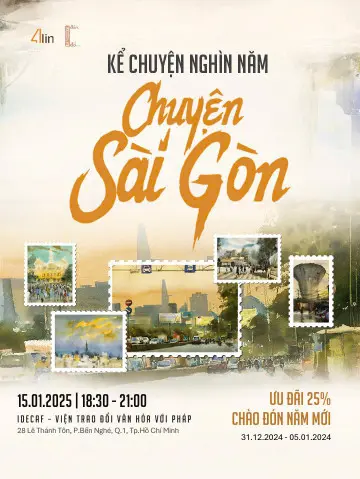 4lin
KỂ CHUYỆN NGHÌN NĂM
Chuyện
Sài Gòn
15.01.2025 | 18:30 - 21:00
IDECAF - VIỆN TRAO ĐỔI VĂN HÓA VỚI PHÁP
28 Lê Thánh Tôn, P.Bến Nghé, Q.1, Tp.Hồ Chí Minh
ƯU ĐÃI 25%
CHÀO ĐÓN NĂM MỚI
31.12.2024 - 05.01.2024